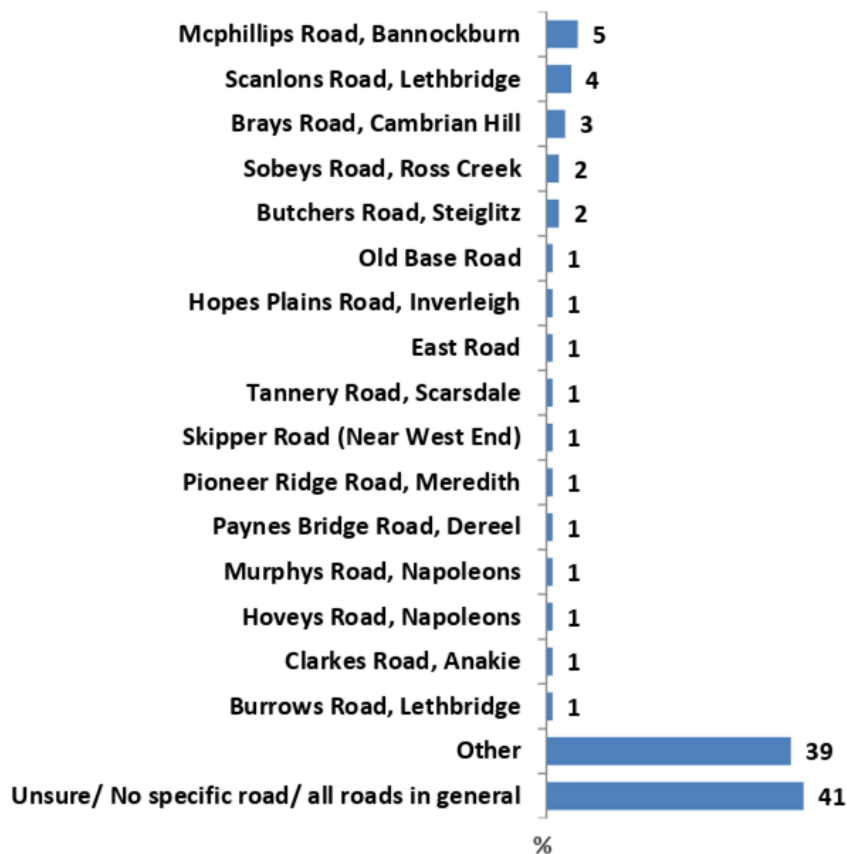 Mcphillips Road, Bannockburn 5
Scanlons Road, Lethbridge 4
Brays Road, Cambrian Hill 3
Sobeys Road, Ross Creek 2
Butchers Road, Steiglitz 2
Old Base Road 1
Hopes Plains Road, Inverleigh 1
East Road 1
Tannery Road, Scarsdale 1
Skipper Road (Near West End) 1
Pioneer Ridge Road, Meredith 1
Paynes Bridge Road, Dereel 1
Murphys Road, Napoleons 1
Hoveys Road, Napoleons 1
Clarkes Road, Anakie 1
Burrows Road, Lethbridge 1
Other 39
Unsure/ No specific road/ all roads in general 41
%